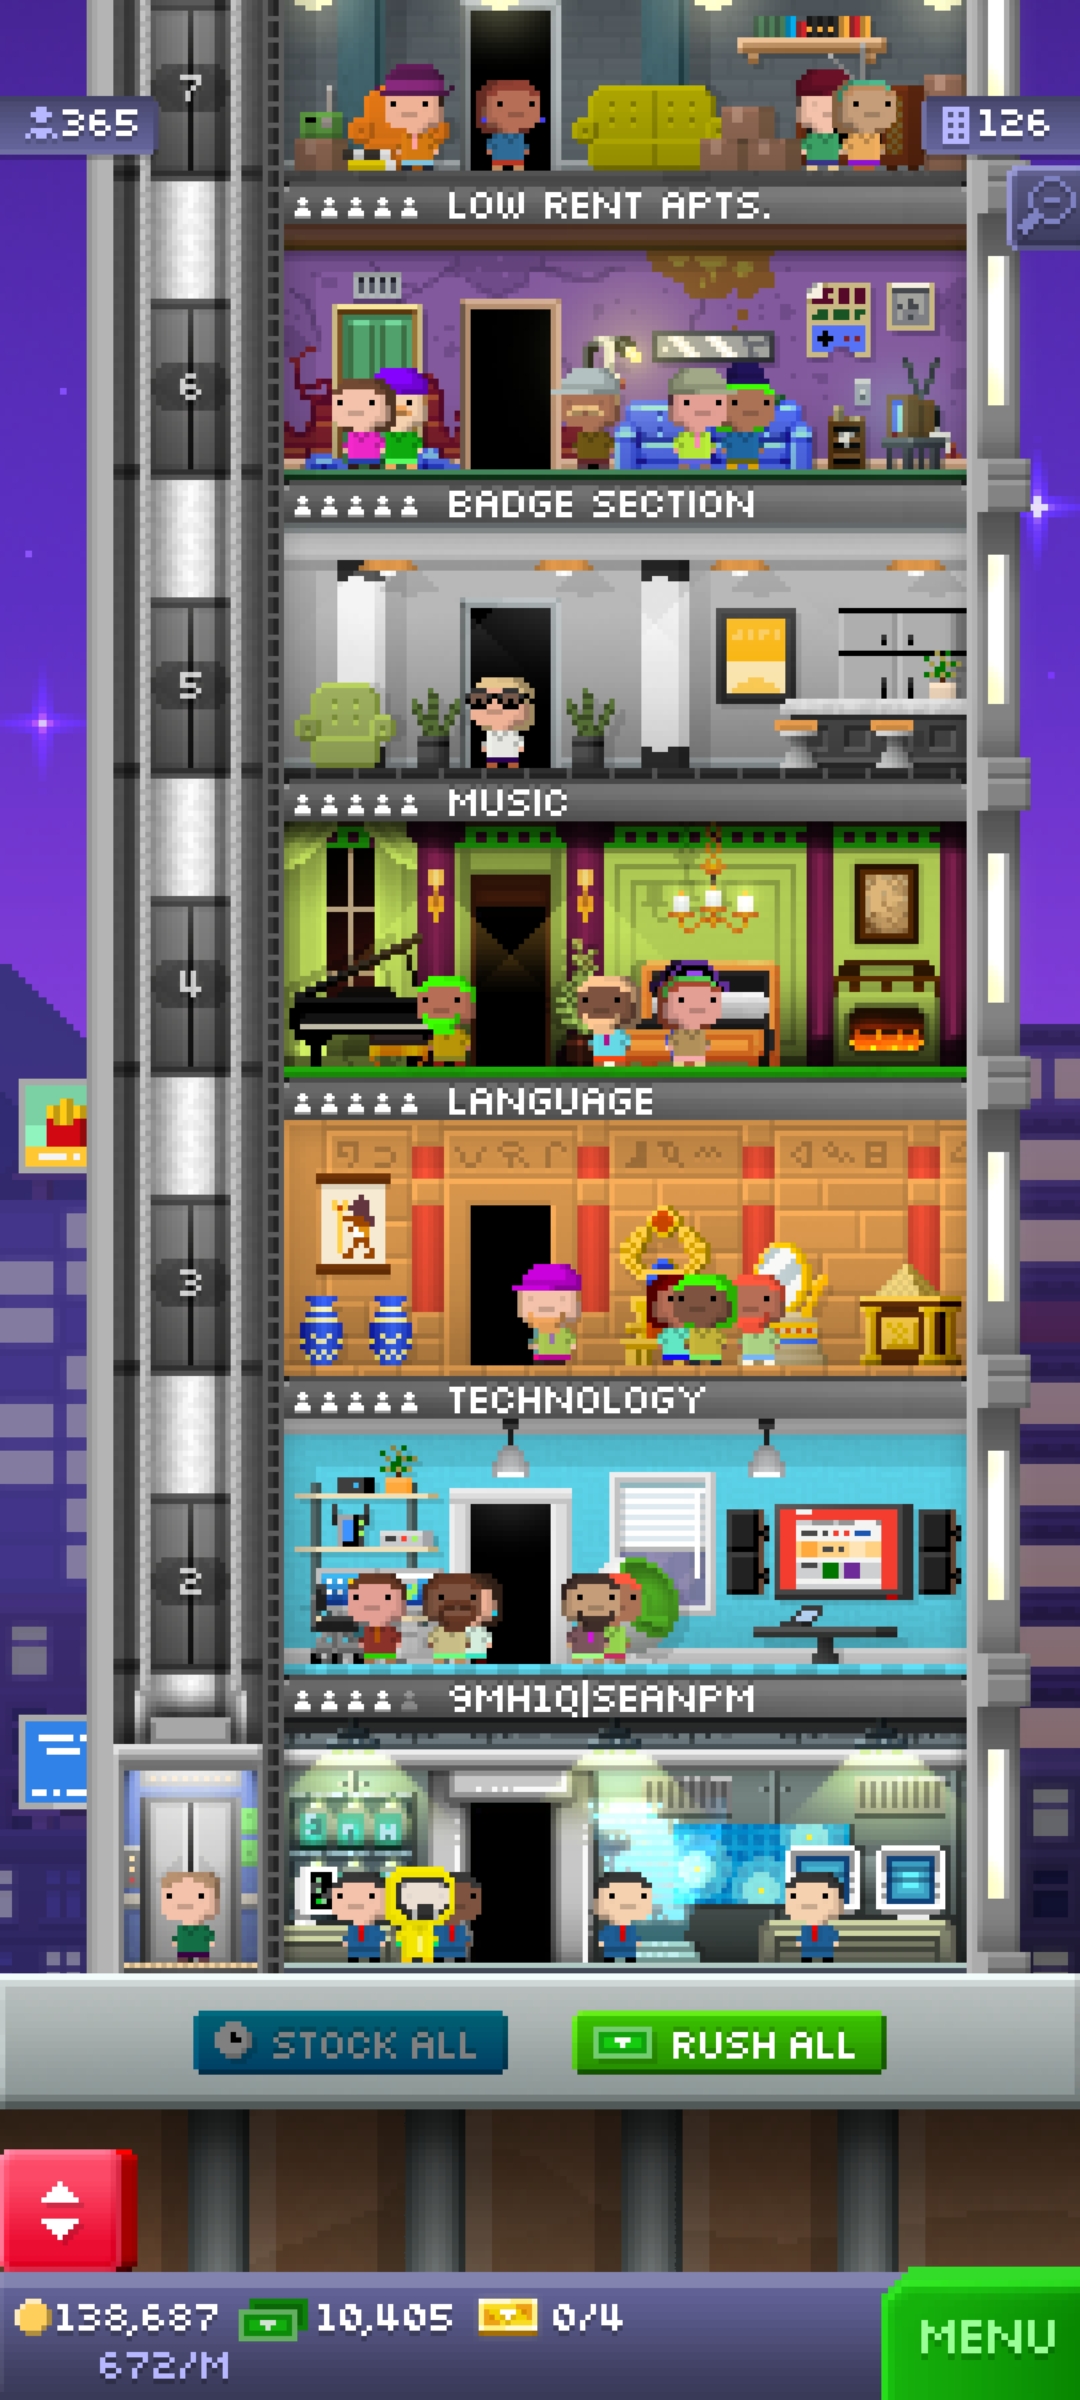 7
365
126
LOW RENT APTS.
6
BADGE SECTION
5
MUSIC
4
LANGUAGE
3
TECHNOLOGY
2
9MH1Q|SEANPM
STOCK ALL
RUSH ALL
138,687
10,405
0/4
672/M
MENU